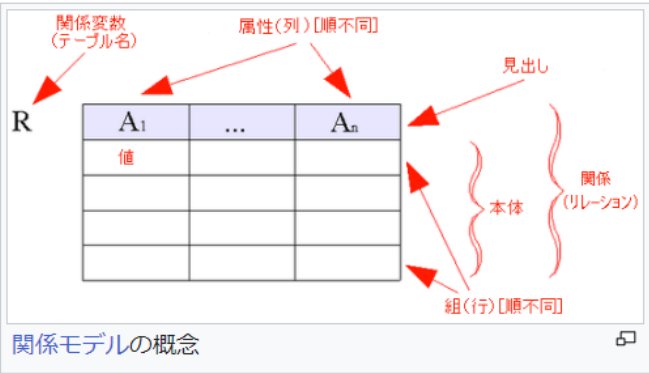 関係変数
(テーブル名)
属性(列)[順不同]
見出し
R
A1
...
An
値
本体
関係
(リレーション)
組(行)[順不同]
関係モデルの概念